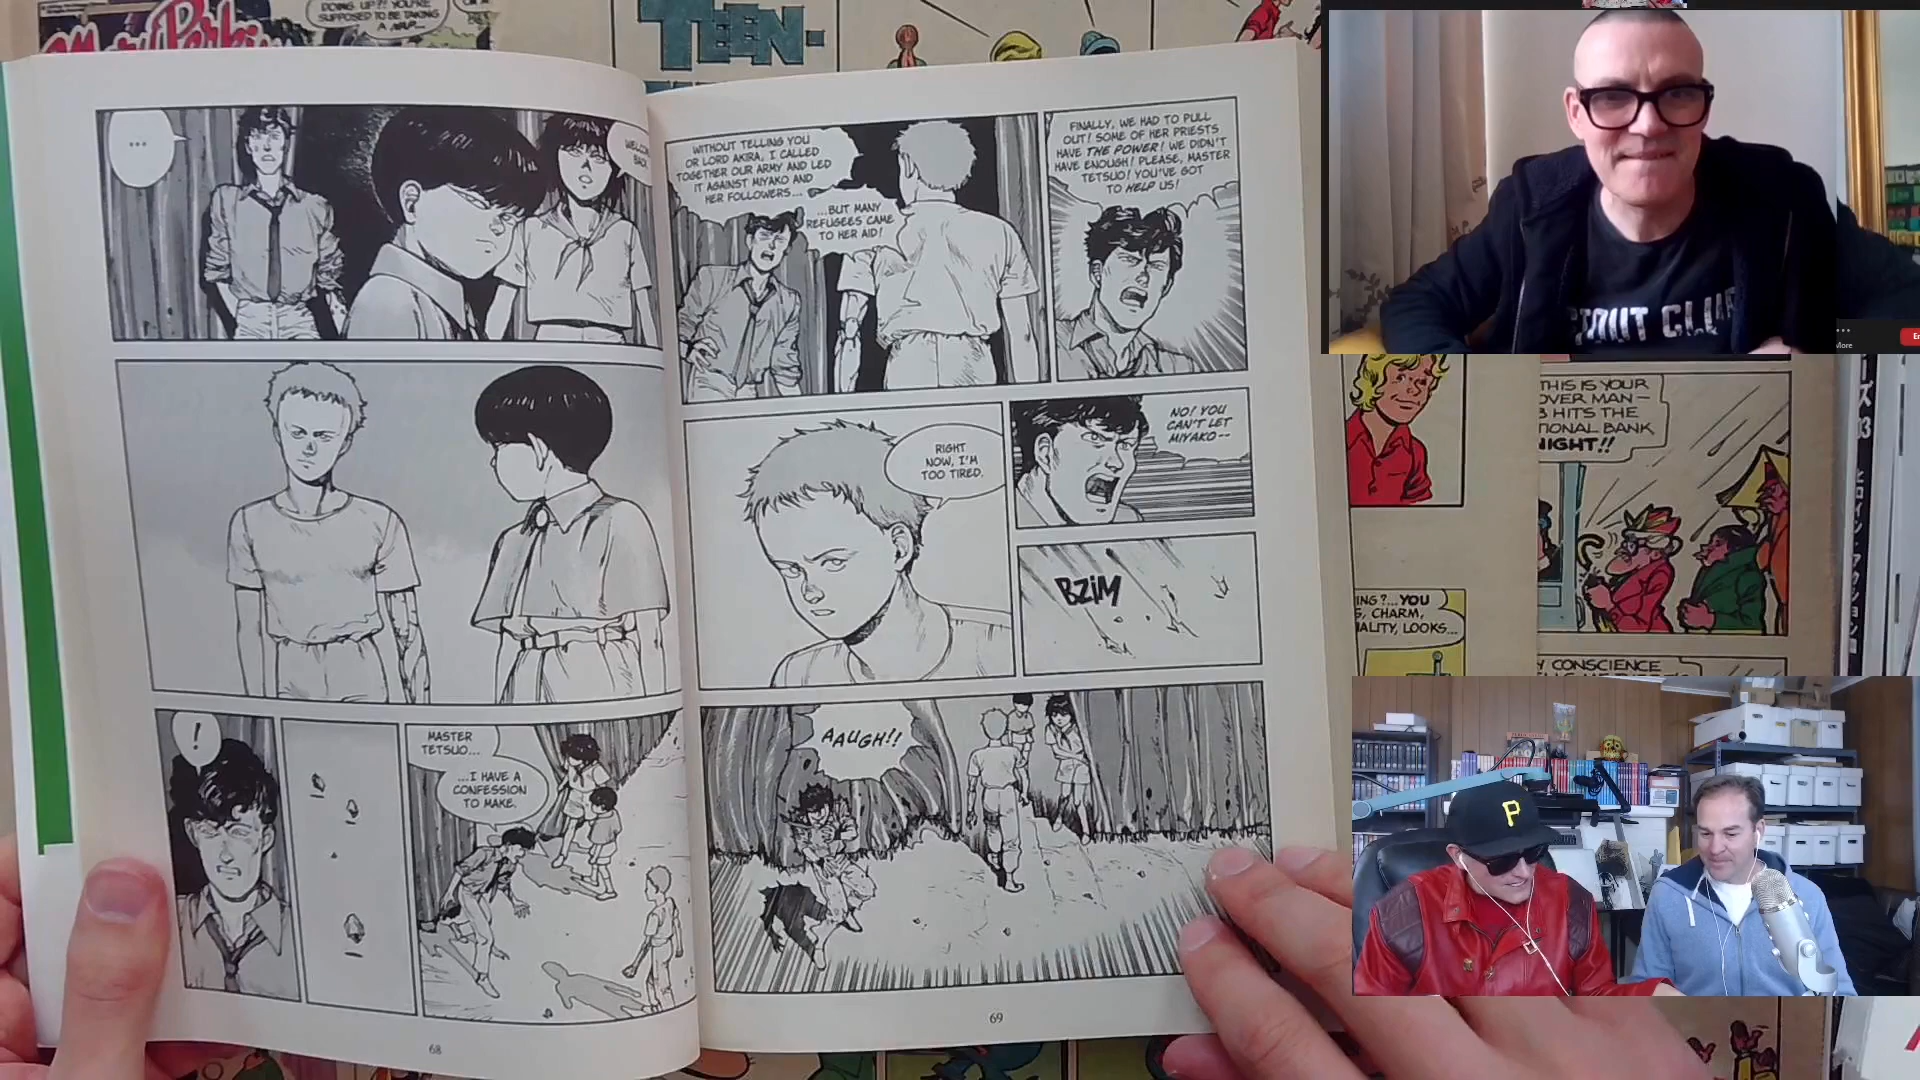 DOING UP?! YOU'RE
SUPPOSED TO BE TAKING
A NAP...
TEEN-
...
WELCOME
BACK.
!
MASTER
TETSUO...
...I HAVE A
CONFESSION
TO MAKE.
68
WITHOUT TELLING YOU
OR LORD AKIRA, I CALLED
TOGETHER OUR ARMY AND LED
IT AGAINST MIYAKO AND
HER FOLLOWERS...
...BUT MANY
REFUGEES CAME
TO HER AID!
FINALLY, WE HAD TO PULL
OUT! SOME OF HER PRIESTS
HAVE THE POWER! WE DIDN'T
HAVE ENOUGH! PLEASE, MASTER
TETSUO! YOU'VE GOT
TO HELP US!
RIGHT
NOW, I'M
TOO TIRED.
NO! YOU
CAN'T LET
MIYAKO--
BZIM
AAUGH!!
69
STOUT CLUB
More
THIS IS YOUR
OVER MAN—
HITS THE
TIONAL BANK
NIGHT!!
ING?...YOU
S, CHARM,
ALITY, LOOKS...
Y CONSCIENCE
P